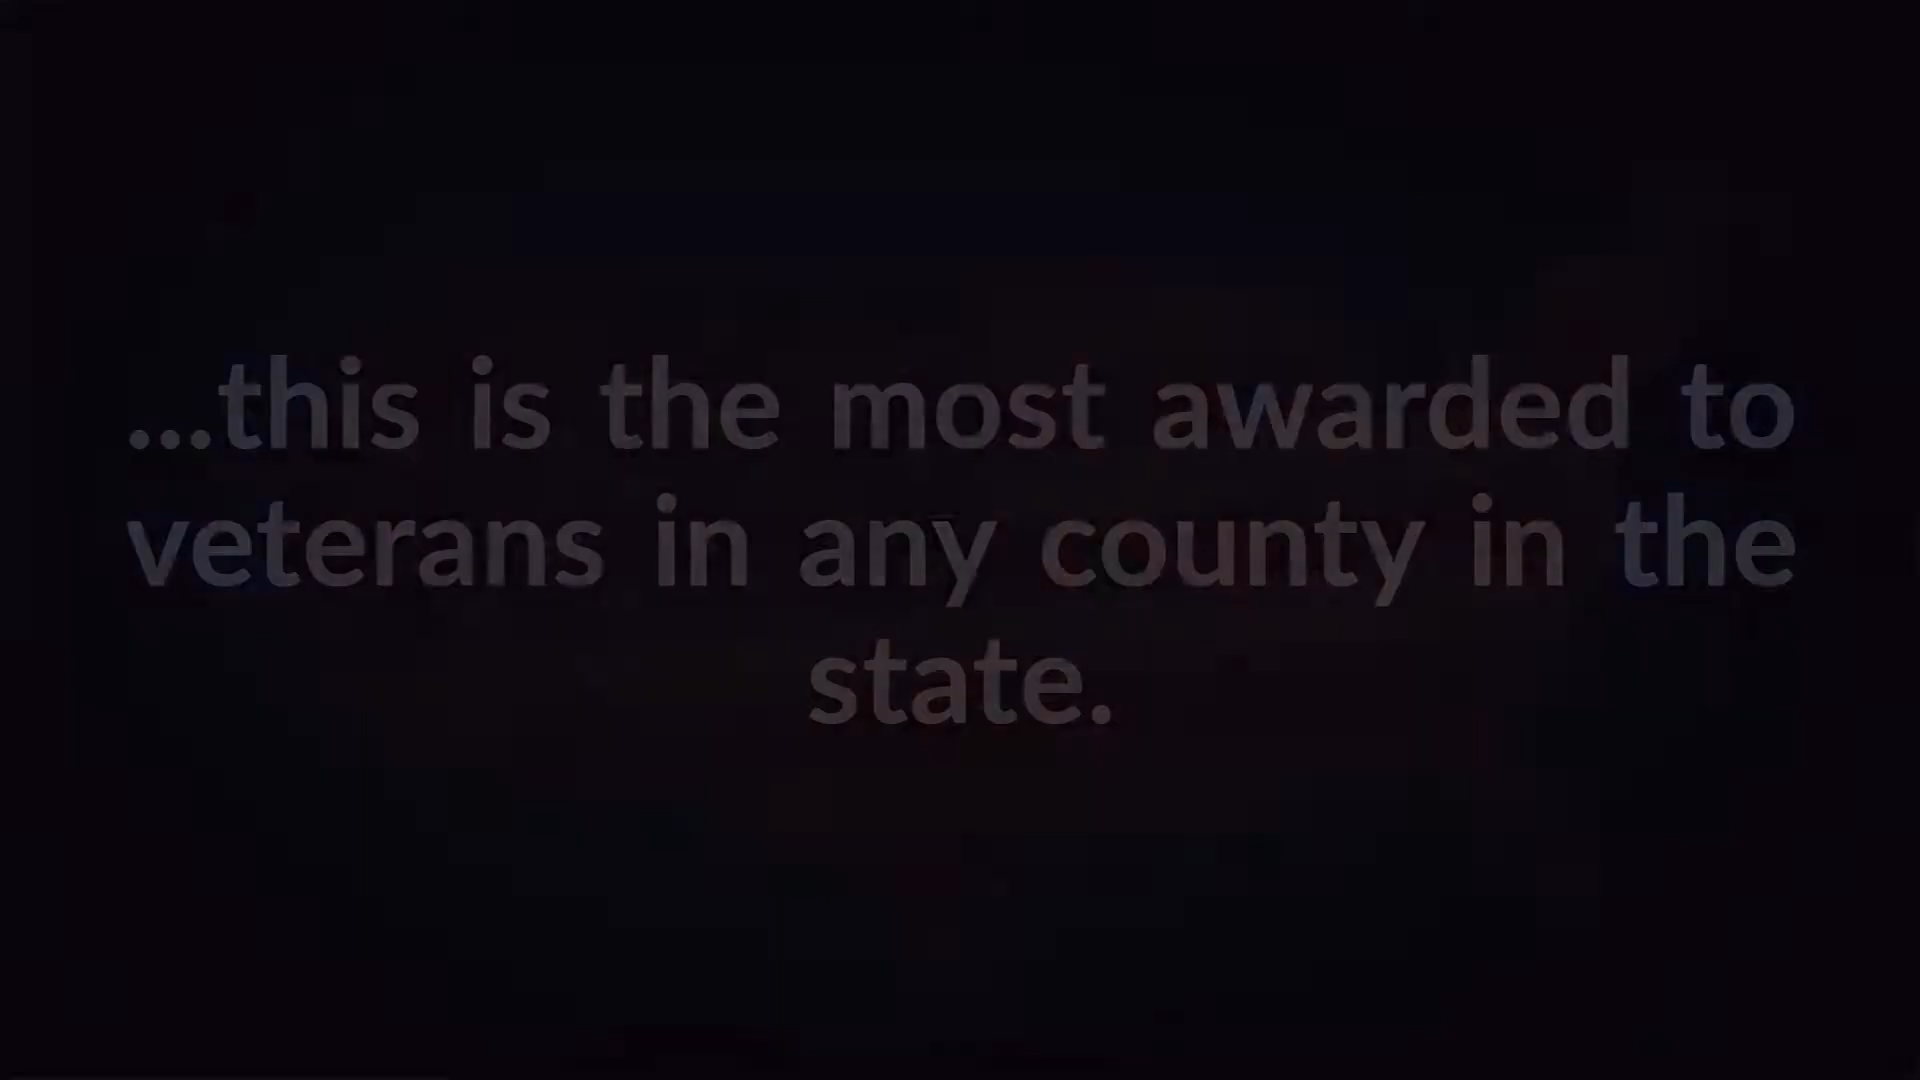 ...this is the most awarded to
veterans in any county in the
state.